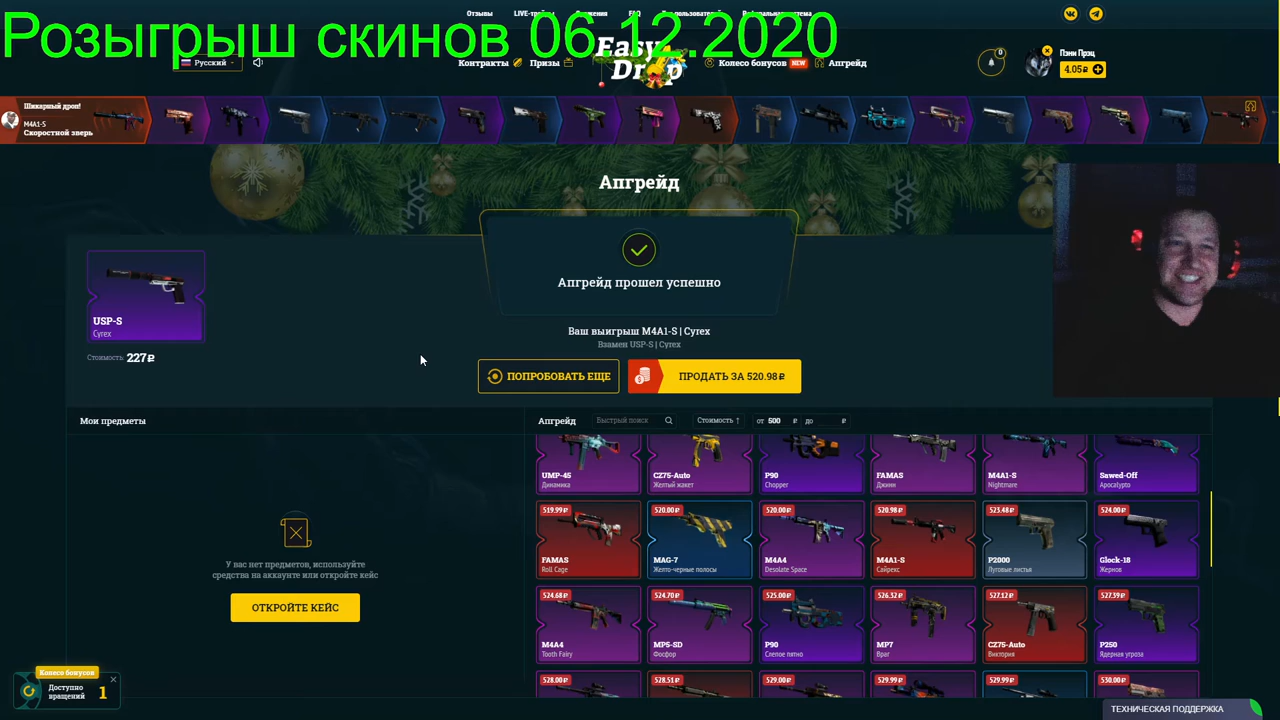 Отзывы
LIVE-
FAQ
Розыгрыш скинов 06.12.2020
Русский
Контракты
Призы
Easy
Drop
Колесо бонусов NEW
Апгрейд
0
Пэни Прэц
4.05₽
Шикарный дроп!
M4A1-S
Скоростной зверь
Апгрейд
Апгрейд прошел успешно
USP-S
Cyrex
Стоимость: 227₽
Ваш выигрыш M4A1-S | Cyrex
Взамен USP-S | Cyrex
ПОПРОБОВАТЬ ЕЩЕ
ПРОДАТЬ ЗА 520.98₽
Мои предметы
У вас нет предметов, используйте
средства на аккаунте или откройте кейс
ОТКРОЙТЕ КЕЙС
Апгрейд
Быстрый поиск
Стоимость ↑
от 500 ₽ до ₽
UMP-45
Динамика
CZ75-Auto
Желтый жакет
P90
Chopper
FAMAS
Джинн
M4A1-S
Nightmare
Sawed-Off
Apocalypto
519.99₽
FAMAS
Roll Cage
520.00₽
MAG-7
Желто-черные полосы
520.00₽
M4A4
Desolate Space
520.98₽
M4A1-S
Сайрекс
523.48₽
P2000
Луговые листья
524.00₽
Glock-18
Жернов
524.68₽
M4A4
Tooth Fairy
524.70₽
MP5-SD
Фосфор
525.00₽
P90
Слепое пятно
526.32₽
MP7
Враг
527.12₽
CZ75-Auto
Виктория
527.39₽
P250
Ядерная угроза
528.00₽
528.51₽
529.00₽
529.99₽
529.99₽
530.00₽
Колесо бонусов
Доступно
вращений
1
ТЕХНИЧЕСКАЯ ПОДДЕРЖКА